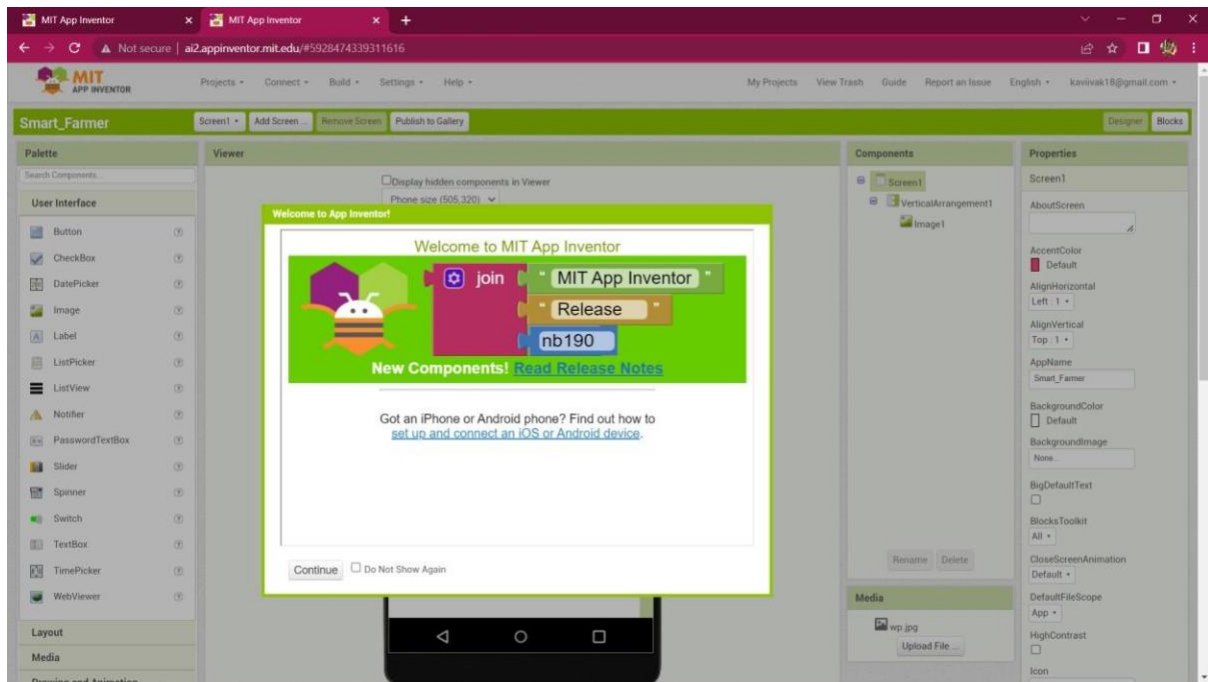 MIT App Inventor
MIT App Inventor
Not secure | ai2.appinventor.mit.edu/#5928474339311616
MIT
APP INVENTOR
Projects
Connect
Build
Settings
Help
My Projects
View Trash
Guide
Report an Issue
English
kaviivak18@gmail.com
Smart_Farmer
Screen1
Add Screen ...
Remove Screen
Publish to Gallery
Designer
Blocks
Palette
Search Components...
User Interface
Button
CheckBox
DatePicker
Image
Label
ListPicker
ListView
Notifier
PasswordTextBox
Slider
Spinner
Switch
TextBox
TimePicker
WebViewer
Layout
Media
Drawing and Animation
Viewer
Display hidden components in Viewer
Phone size (505,320)
Welcome to App Inventor!
Welcome to MIT App Inventor
join " MIT App Inventor "
" Release "
nb190
New Components! Read Release Notes
Got an iPhone or Android phone? Find out how to
set up and connect an iOS or Android device.
Continue
Do Not Show Again
Components
Screen1
VerticalArrangement1
Image1
Rename
Delete
Media
wp.jpg
Upload File ...
Properties
Screen1
AboutScreen
AccentColor
Default
AlignHorizontal
Left : 1
AlignVertical
Top : 1
AppName
Smart_Farmer
BackgroundColor
Default
BackgroundImage
None...
BigDefaultText
BlocksToolkit
All
CloseScreenAnimation
Default
DefaultFileScope
App
HighContrast
Icon